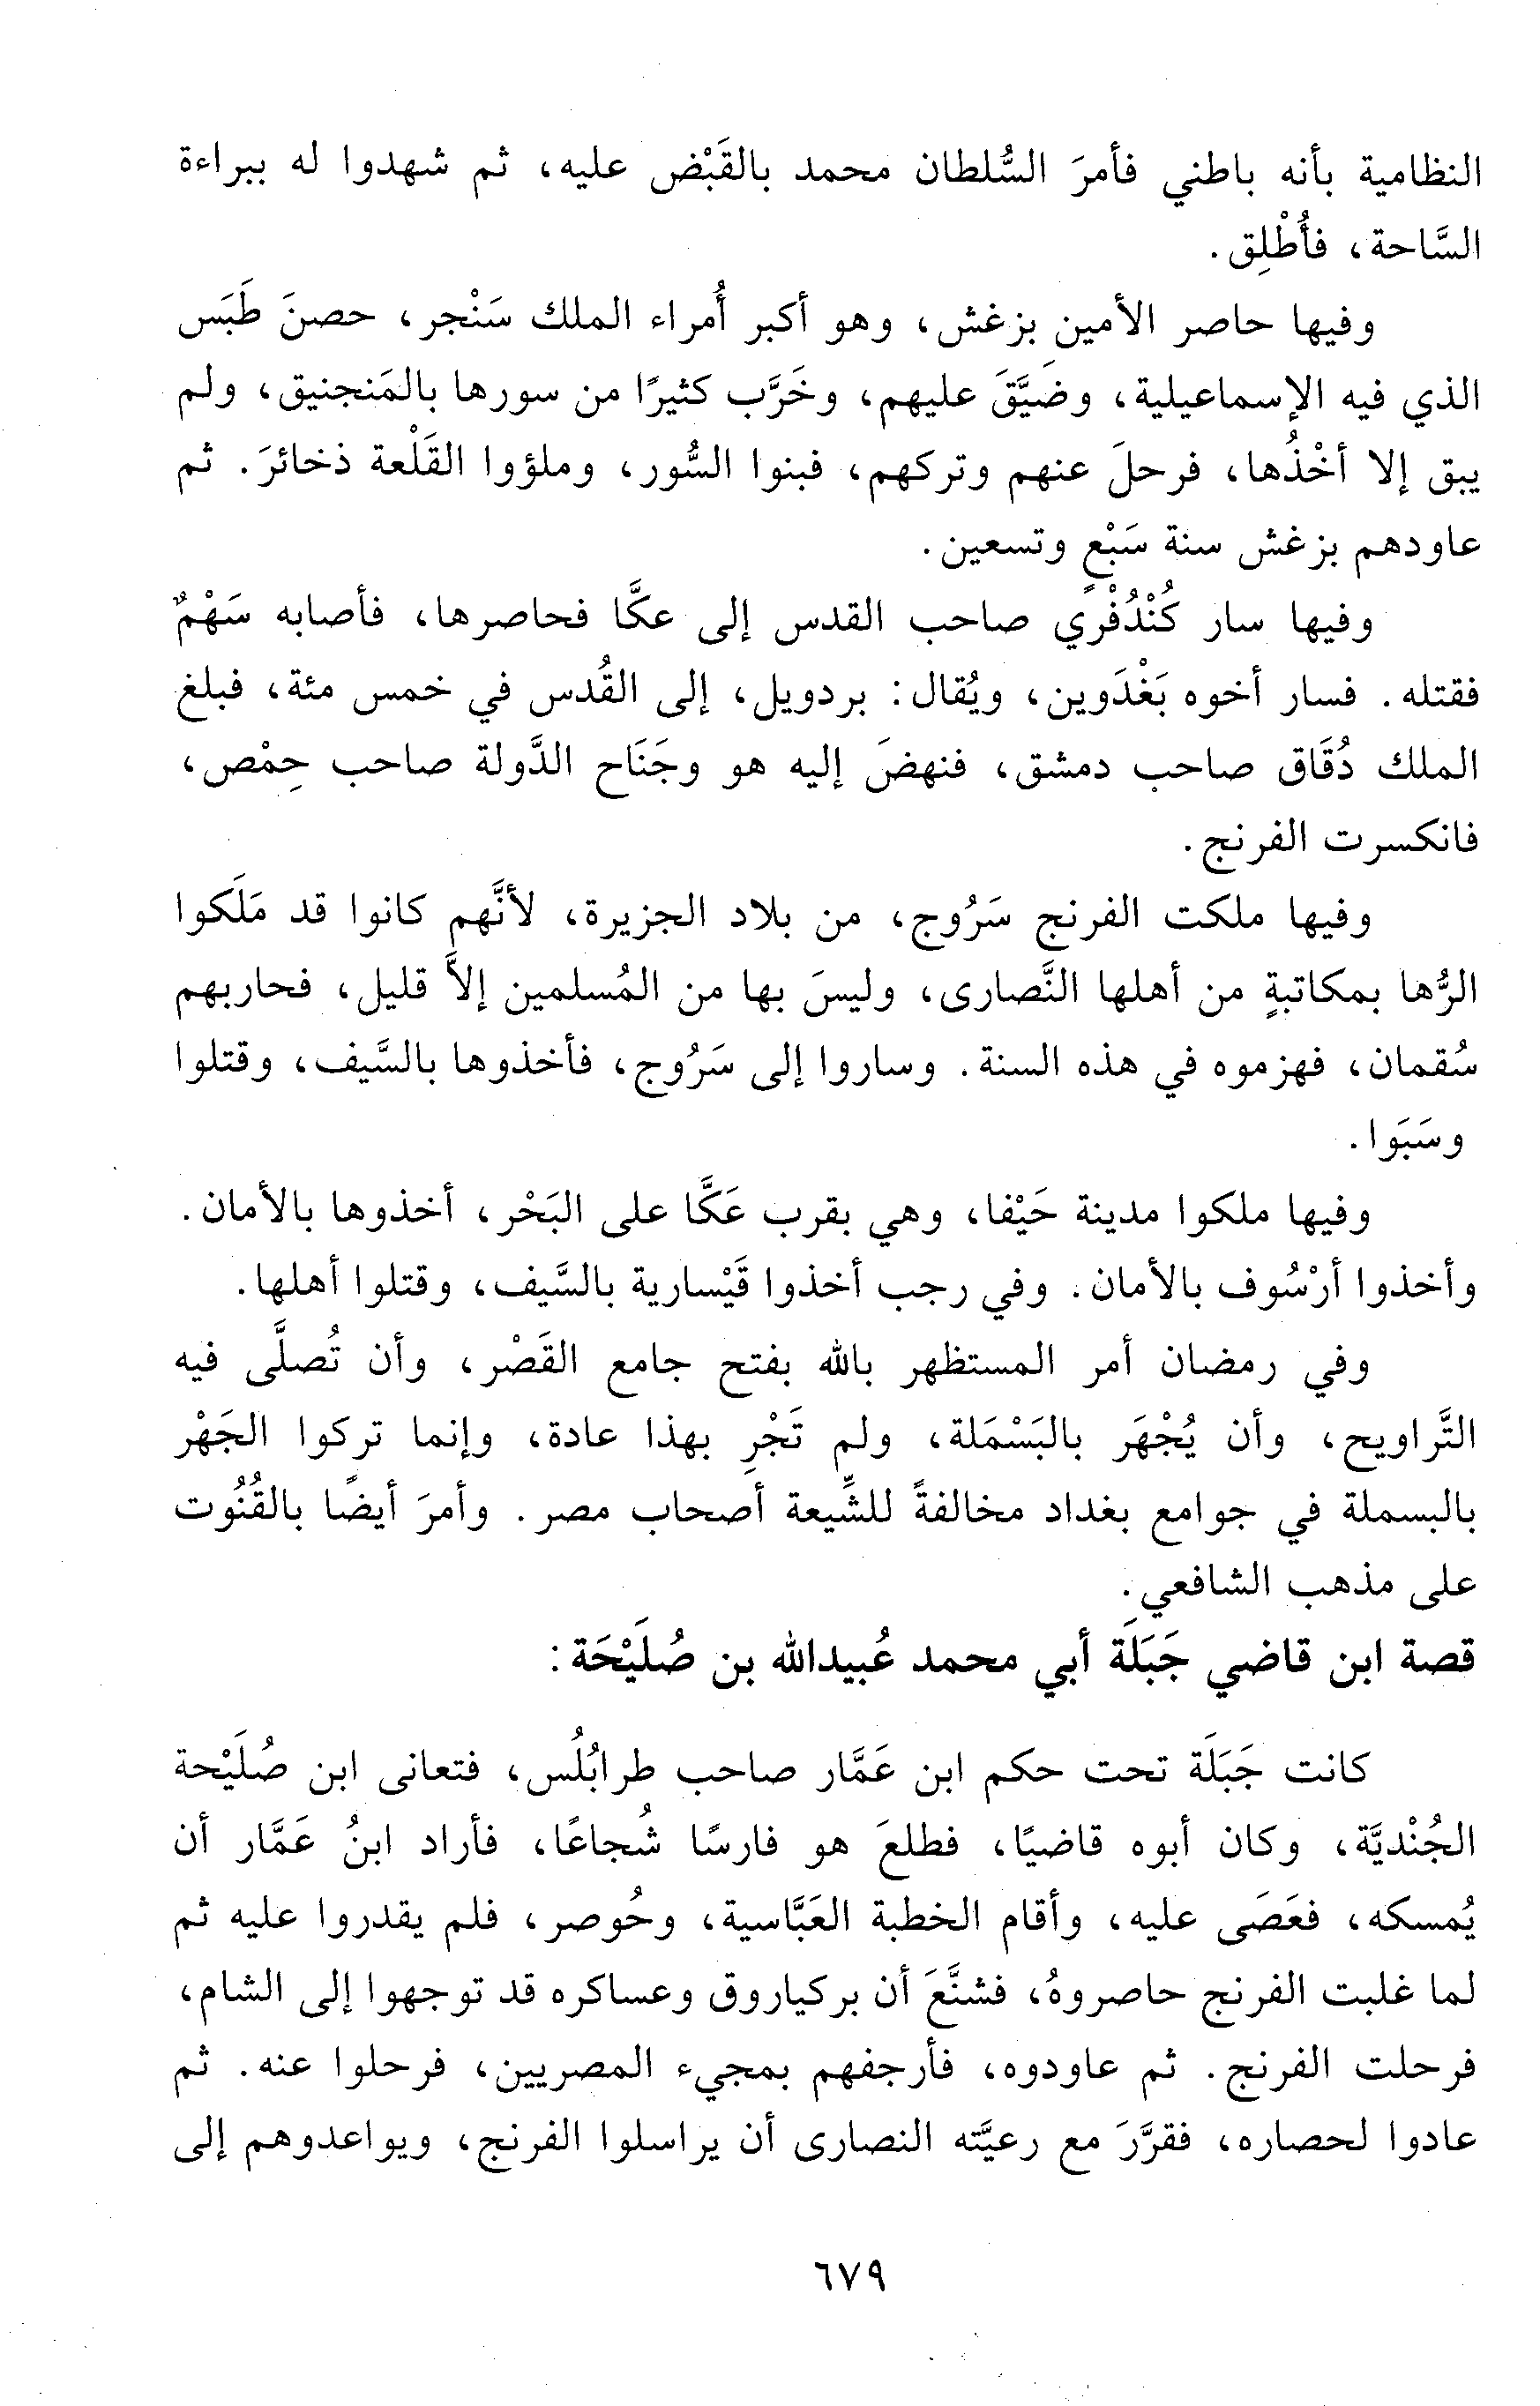 النظامية بأنه باطني فأمرَ السُّلطان محمد بالقَبْض عليه، ثم شهدوا له ببراءة
السَّاحة، فأُطْلِق.
وفيها حاصر الأمين بزغش، وهو أكبر أُمراء الملك سَنْجر، حصنَ طَبَس
الذي فيه الإسماعيلية، وضَيَّقَ عليهم، وخَرَّب كثيرًا من سورها بالمَنجنيق، ولم
يبق إلا أخْذُها، فرحلَ عنهم وتركهم، فبنوا السُّور، وملؤوا القَلْعة ذخائرَ. ثم
عاودهم بزغش سنة سَبْعٍ وتسعين.
وفيها سار كُنْدُفْري صاحب القدس إلى عكَّا فحاصرها، فأصابه سَهْمٌ
فقتله. فسار أخوه بَغْدَوين، ويُقال: بردويل، إلى القُدس في خمس مئة، فبلغ
الملك دُقَاق صاحب دمشق، فنهضَ إليه هو وجَنَاح الدَّولة صاحب حِمْص،
فانكسرت الفرنج.
وفيها ملكت الفرنج سَرُوج، من بلاد الجزيرة، لأنَّهم كانوا قد مَلَكوا
الرُّها بمكاتبةٍ من أهلها النَّصارى، وليسَ بها من المُسلمين إلاَّ قليل، فحاربهم
سُقمان، فهزموه في هذه السنة. وساروا إلى سَرُوج، فأخذوها بالسَّيف، وقتلوا
وسَبَوا.
وفيها ملكوا مدينة حَيْفا، وهي بقرب عَكَّا على البَحْر، أخذوها بالأمان.
وأخذوا أرْسُوف بالأمان. وفي رجب أخذوا قَيْسارية بالسَّيف، وقتلوا أهلها.
وفي رمضان أمر المستظهر بالله بفتح جامع القَصْر، وأن تُصلَّى فيه
التَّراويح، وأن يُجْهَر بالبَسْمَلة، ولم تَجْرِ بهذا عادة، وإنما تركوا الجَهْر
بالبسملة في جوامع بغداد مخالفةً للشِّيعة أصحاب مصر. وأمرَ أيضًا بالقُنُوت
على مذهب الشافعي.
قصة ابن قاضي جَبَلَة أبي محمد عُبيدالله بن صُلَيْحَة:
كانت جَبَلَة تحت حكم ابن عَمَّار صاحب طرابُلُس، فتعانى ابن صُلَيْحة
الجُنْديَّة، وكان أبوه قاضيًا، فطلعَ هو فارسًا شُجاعًا، فأراد ابنُ عَمَّار أن
يُمسكه، فعَصَى عليه، وأقام الخطبة العَبَّاسية، وحُوصر، فلم يقدروا عليه ثم
لما غلبت الفرنج حاصروهُ، فشنَّعَ أن بركياروق وعساكره قد توجهوا إلى الشام،
فرحلت الفرنج. ثم عاودوه، فأرجفهم بمجيء المصريين، فرحلوا عنه. ثم
عادوا لحصاره، فقرَّرَ مع رعيَّته النصارى أن يراسلوا الفرنج، ويواعدوهم إلى
٦٧٩